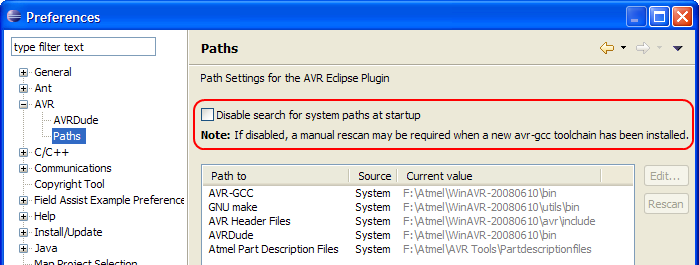 Preferences
type filter text
General
Ant
AVR
AVRDude
Paths
C/C++
Communications
Copyright Tool
Field Assist Example Preference
Help
Install/Update
Java
Map Project Selection
Paths
Path Settings for the AVR Eclipse Plugin
Disable search for system paths at startup
Note: If disabled, a manual rescan may be required when a new avr-gcc toolchain has been installed.
Path to Source Current value
AVR-GCC System F:\Atmel\WinAVR-20080610\bin
GNU make System F:\Atmel\WinAVR-20080610\utils\bin
AVR Header Files System F:\Atmel\WinAVR-20080610\avr\include
AVRDude System F:\Atmel\WinAVR-20080610\bin
Atmel Part Description Files System F:\Atmel\AVR Tools\Partdescriptionfiles
Edit...
Rescan